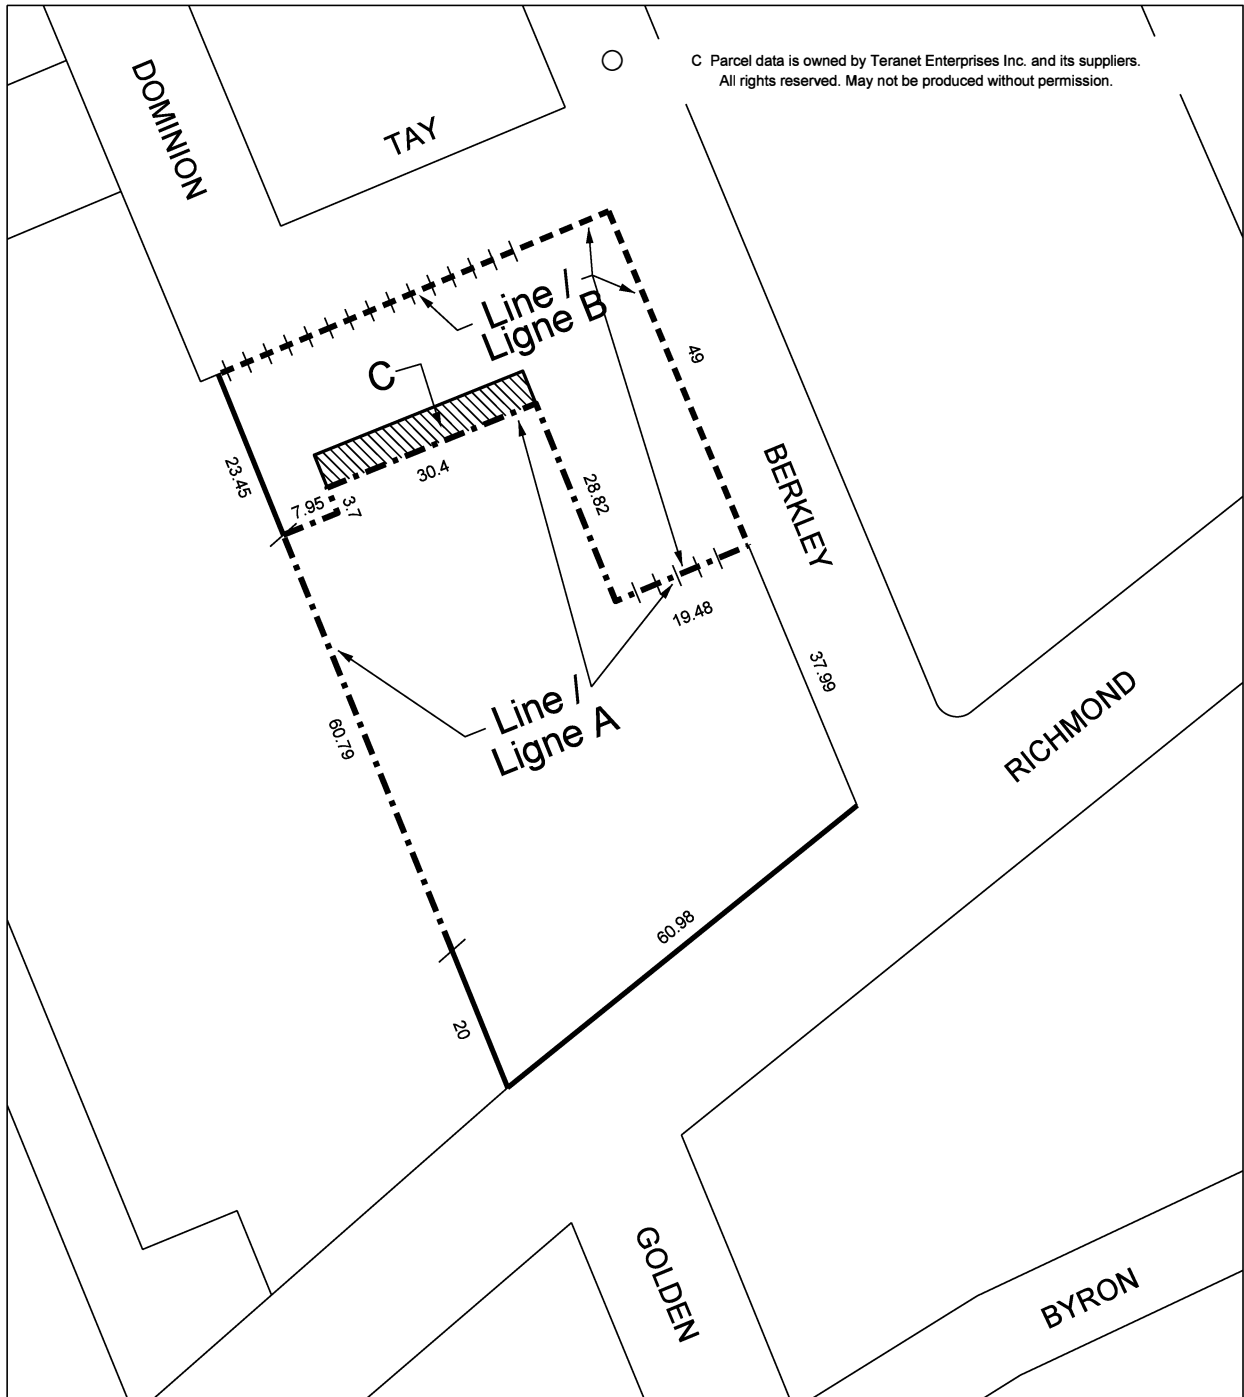 C Parcel data is owned by Teranet Enterprises Inc. and its suppliers.
All rights reserved. May not be produced without permission.
DOMINION
TAY
Line /
Ligne B
C
49
23.45
30.4
7.95
3.7
28.82
BERKLEY
19.48
37.99
Line /
Ligne A
60.79
RICHMOND
60.98
20
GOLDEN
BYRON